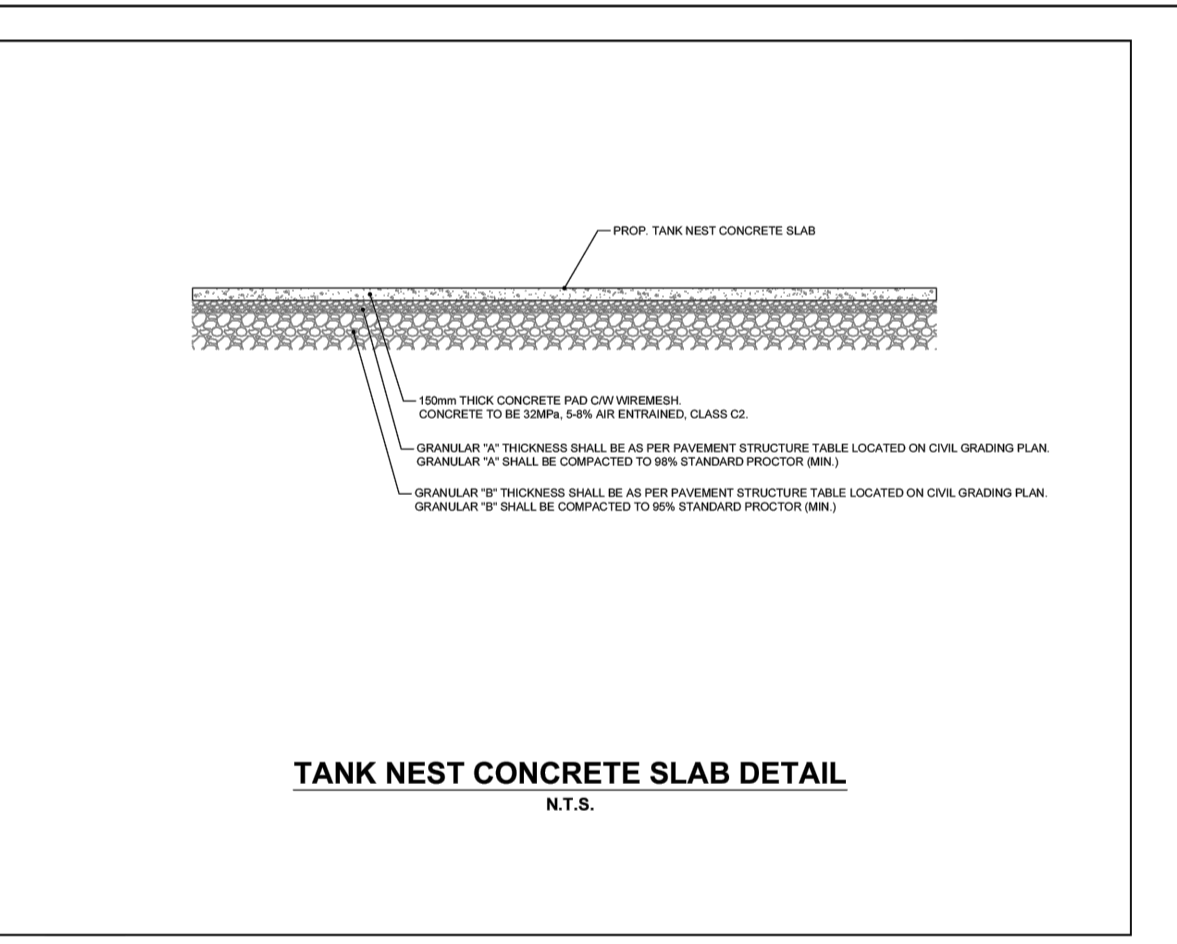 PROP. TANK NEST CONCRETE SLAB
150mm THICK CONCRETE PAD C/W WIREMESH.
CONCRETE TO BE 32MPa, 5-8% AIR ENTRAINED, CLASS C2.
GRANULAR "A" THICKNESS SHALL BE AS PER PAVEMENT STRUCTURE TABLE LOCATED ON CIVIL GRADING PLAN.
GRANULAR "A" SHALL BE COMPACTED TO 98% STANDARD PROCTOR (MIN.)
GRANULAR "B" THICKNESS SHALL BE AS PER PAVEMENT STRUCTURE TABLE LOCATED ON CIVIL GRADING PLAN.
GRANULAR "B" SHALL BE COMPACTED TO 95% STANDARD PROCTOR (MIN.)
TANK NEST CONCRETE SLAB DETAIL
N.T.S.